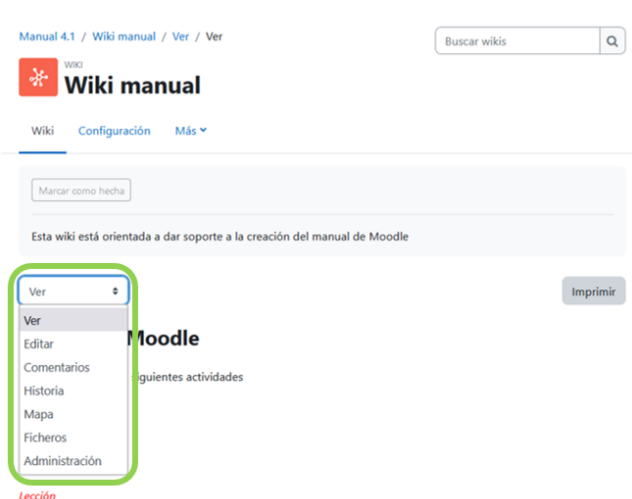 Manual 4.1 / Wiki manual / Ver / Ver
Buscar wikis
WIKI
Wiki manual
Wiki Configuración Más
Marcar como hecha
Esta wiki está orientada a dar soporte a la creación del manual de Moodle
Ver
Imprimir
Ver
Editar
Moodle
Comentarios
siguientes actividades
Historia
Mapa
Ficheros
Administración
Lección